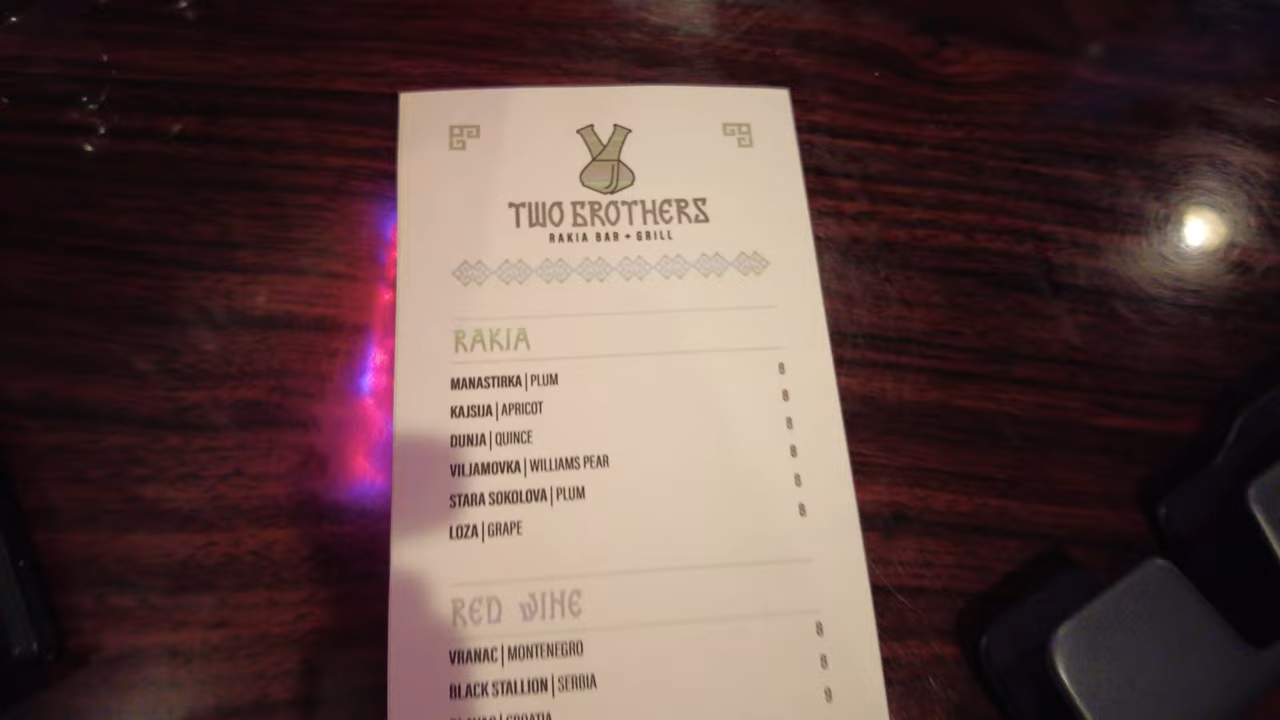 TWO BROTHERS
RAKIA BAR + GRILL
RAKIA
MANASTIRKA | PLUM 8
KAJSIJA | APRICOT 8
DUNJA | QUINCE 8
VILJAMOVKA | WILLIAMS PEAR 8
STARA SOKOLOVA | PLUM 8
LOZA | GRAPE 8
RED WINE
VRANAC | MONTENEGRO 8
BLACK STALLION | SERBIA 8
CROATIA 9